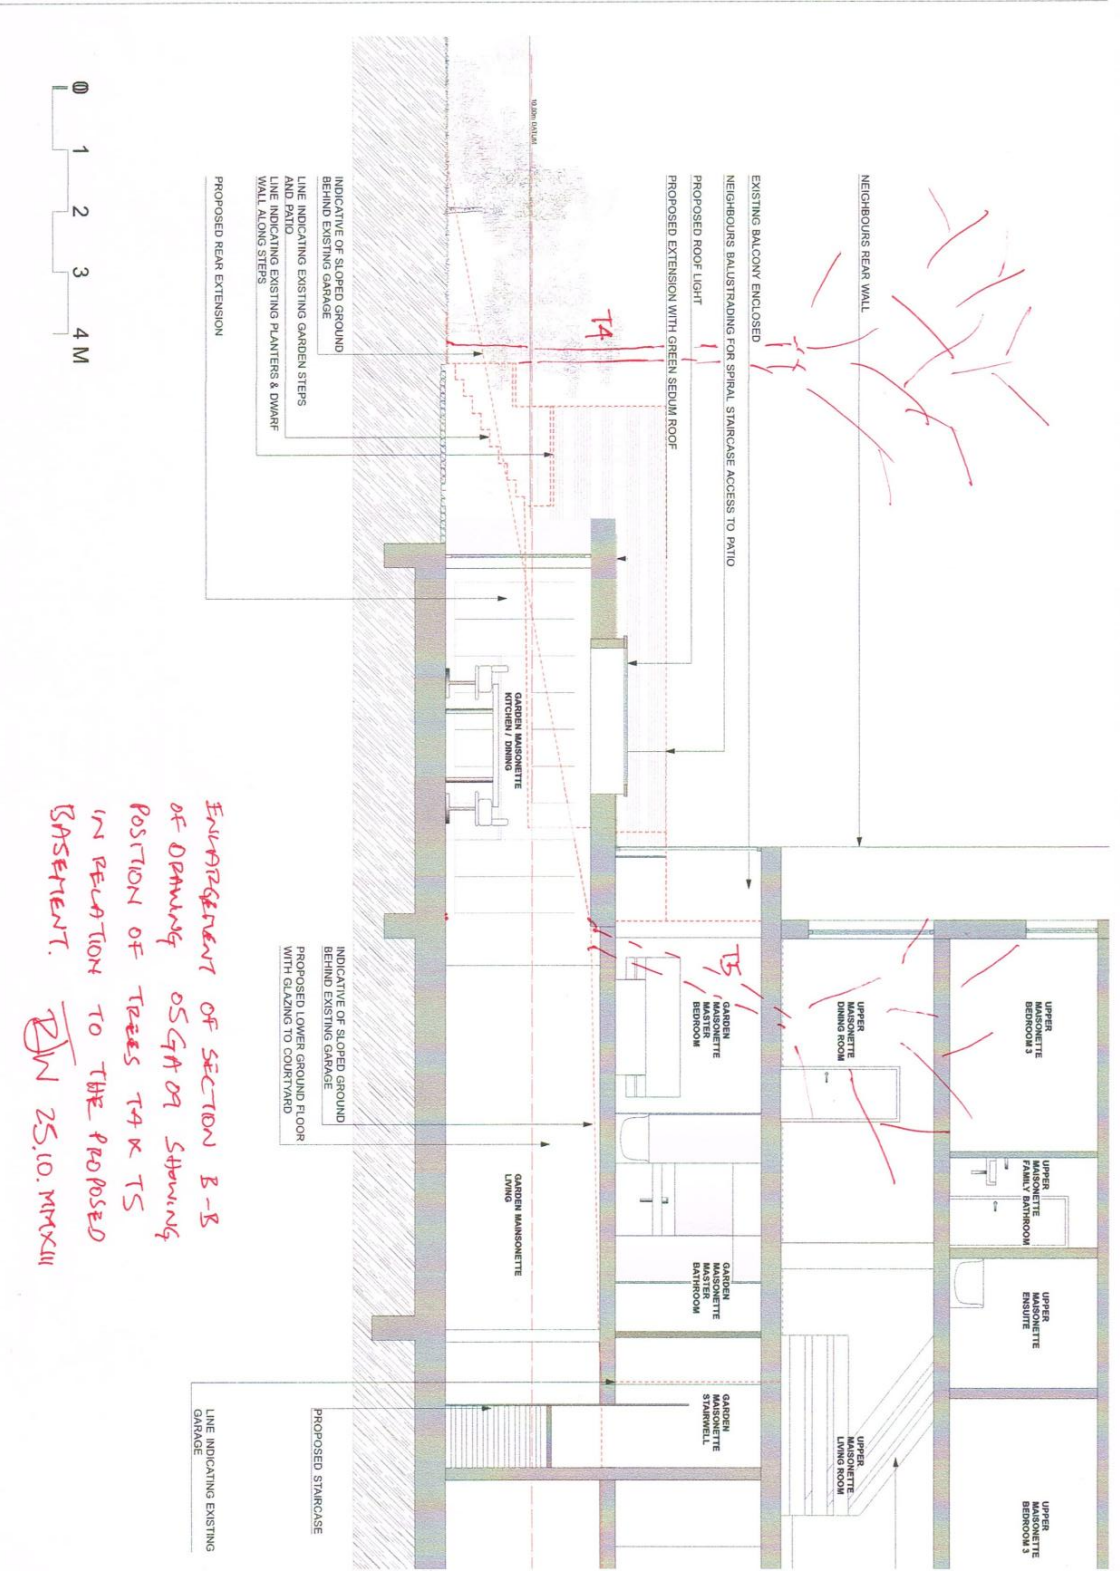 NEIGHBOURS REAR WALL
EXISTING BALCONY ENCLOSED
NEIGHBOURS BALUSTRADING FOR SPIRAL STAIRCASE ACCESS TO PATIO
PROPOSED ROOF LIGHT
PROPOSED EXTENSION WITH GREEN SEDUM ROOF
T4
10.00m DATUM
UPPER
MAISONETTE
BEDROOM 3
UPPER
MAISONETTE
FAMILY BATHROOM
UPPER
MAISONETTE
ENSUITE
UPPER
MAISONETTE
BEDROOM 3
UPPER
MAISONETTE
DINING ROOM
UPPER
MAISONETTE
LIVING ROOM
T5
GARDEN
MAISONETTE
MASTER
BEDROOM
GARDEN
MAISONETTE
MASTER
BATHROOM
GARDEN
MAISONETTE
STAIRWELL
GARDEN MAISONETTE
KITCHEN / DINING
GARDEN MAINSONETTE
LIVING
INDICATIVE OF SLOPED GROUND
BEHIND EXISTING GARAGE
LINE INDICATING EXISTING GARDEN STEPS
AND PATIO
LINE INDICATING EXISTING PLANTERS & DWARF
WALL ALONG STEPS
PROPOSED REAR EXTENSION
INDICATIVE OF SLOPED GROUND
BEHIND EXISTING GARAGE
PROPOSED LOWER GROUND FLOOR
WITH GLAZING TO COURTYARD
PROPOSED STAIRCASE
LINE INDICATING EXISTING
GARAGE
0 1 2 3 4 M
ENLARGEMENT OF SECTION B-B
OF DRAWING OSGA09 SHOWING
POSITION OF TREES T4 & T5
IN RELATION TO THE PROPOSED
BASEMENT. RJW 25.10.MMXIII